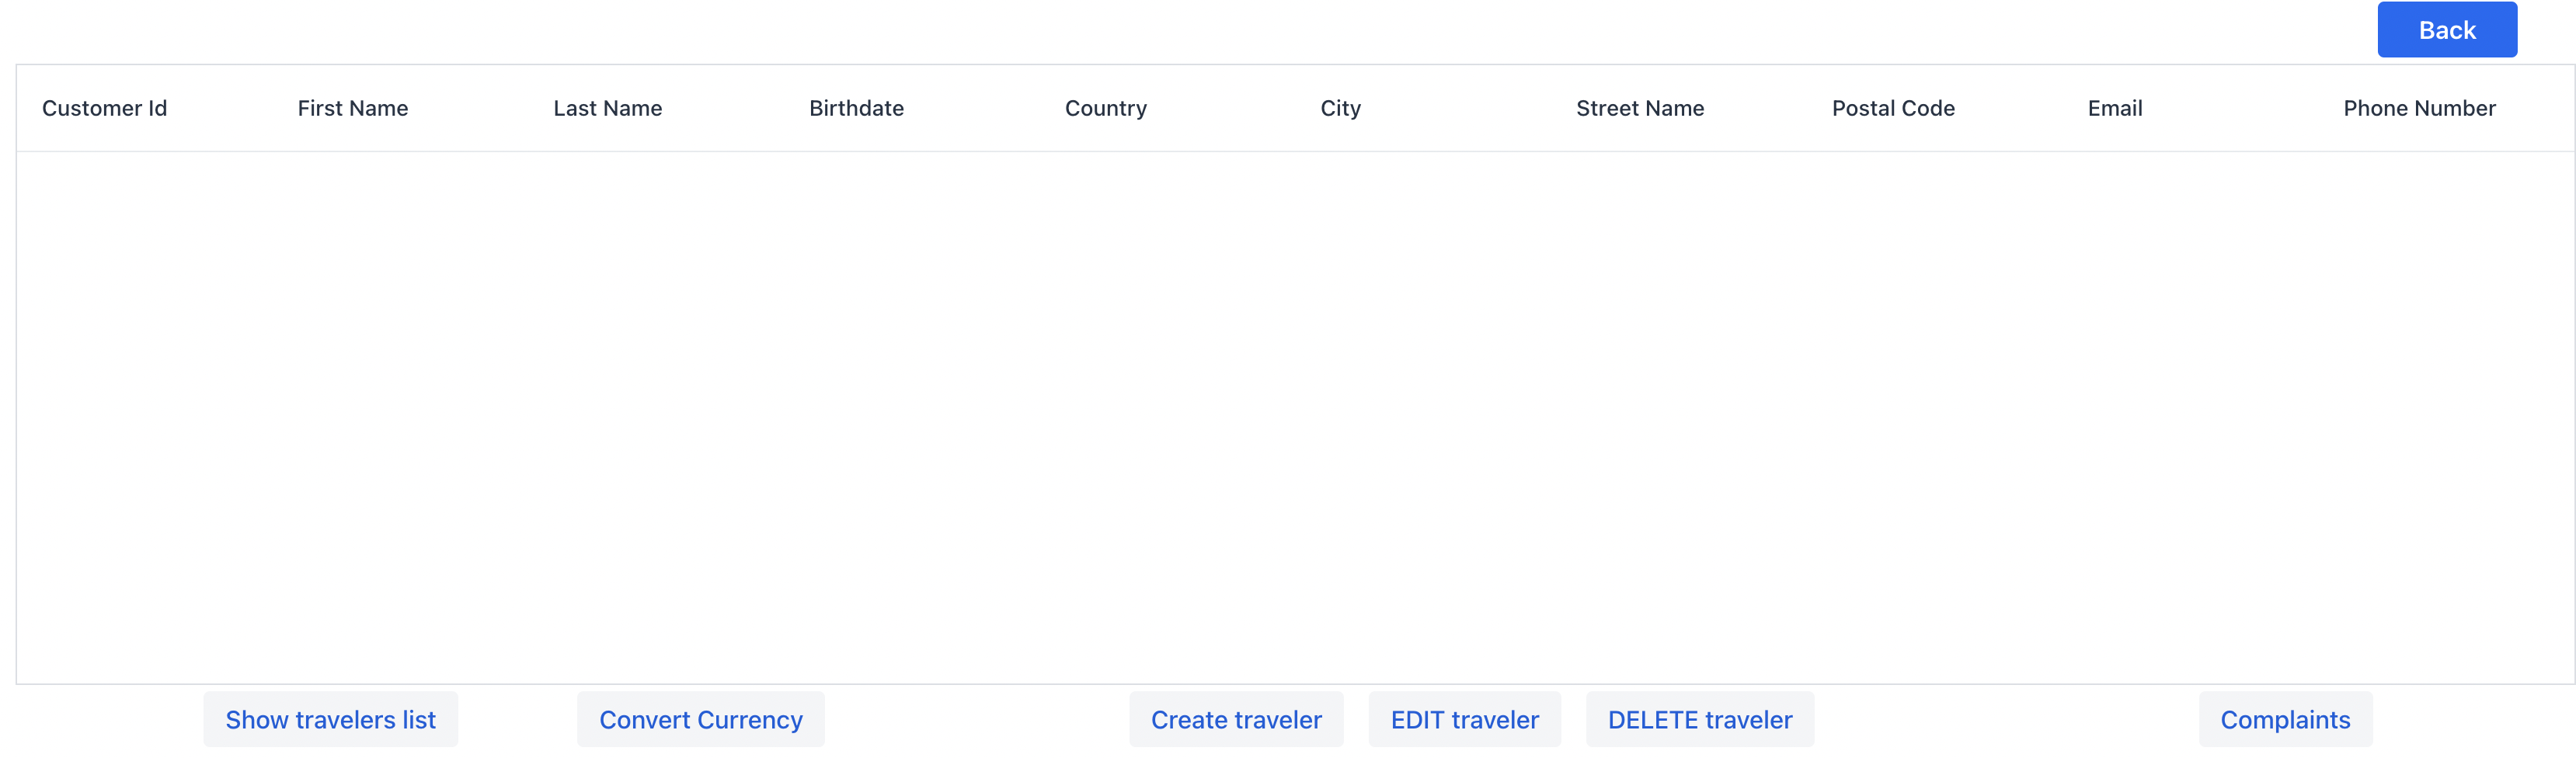 Back
Customer Id First Name Last Name Birthdate Country City Street Name Postal Code Email Phone Number
Show travelers list Convert Currency Create traveler EDIT traveler DELETE traveler Complaints